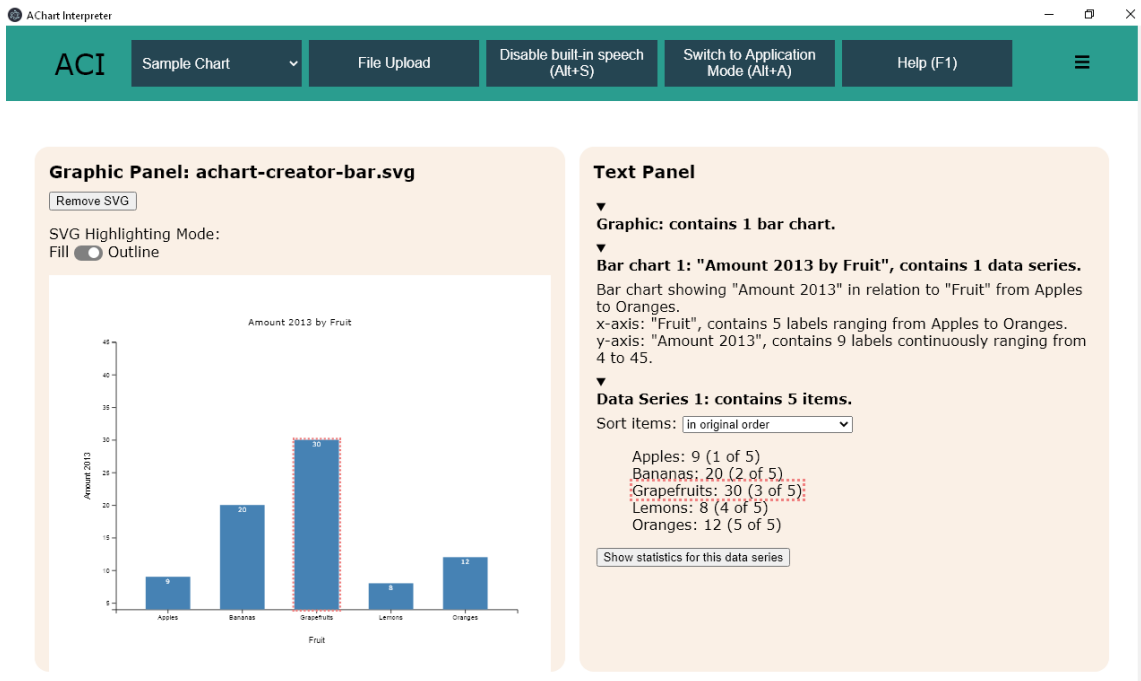 AChart Interpreter
ACI
Sample Chart
File Upload
Disable built-in speech
(Alt+S)
Switch to Application
Mode (Alt+A)
Help (F1)
Graphic Panel: achart-creator-bar.svg
Remove SVG
SVG Highlighting Mode:
Fill Outline
Amount 2013 by Fruit
45
40
35
30
25
20
15
10
5
Amount 2013
9
20
30
8
12
Apples
Bananas
Grapefruits
Lemons
Oranges
Fruit
Text Panel
Graphic: contains 1 bar chart.
Bar chart 1: "Amount 2013 by Fruit", contains 1 data series.
Bar chart showing "Amount 2013" in relation to "Fruit" from Apples
to Oranges.
x-axis: "Fruit", contains 5 labels ranging from Apples to Oranges.
y-axis: "Amount 2013", contains 9 labels continuously ranging from
4 to 45.
Data Series 1: contains 5 items.
Sort items: in original order
Apples: 9 (1 of 5)
Bananas: 20 (2 of 5)
Grapefruits: 30 (3 of 5)
Lemons: 8 (4 of 5)
Oranges: 12 (5 of 5)
Show statistics for this data series